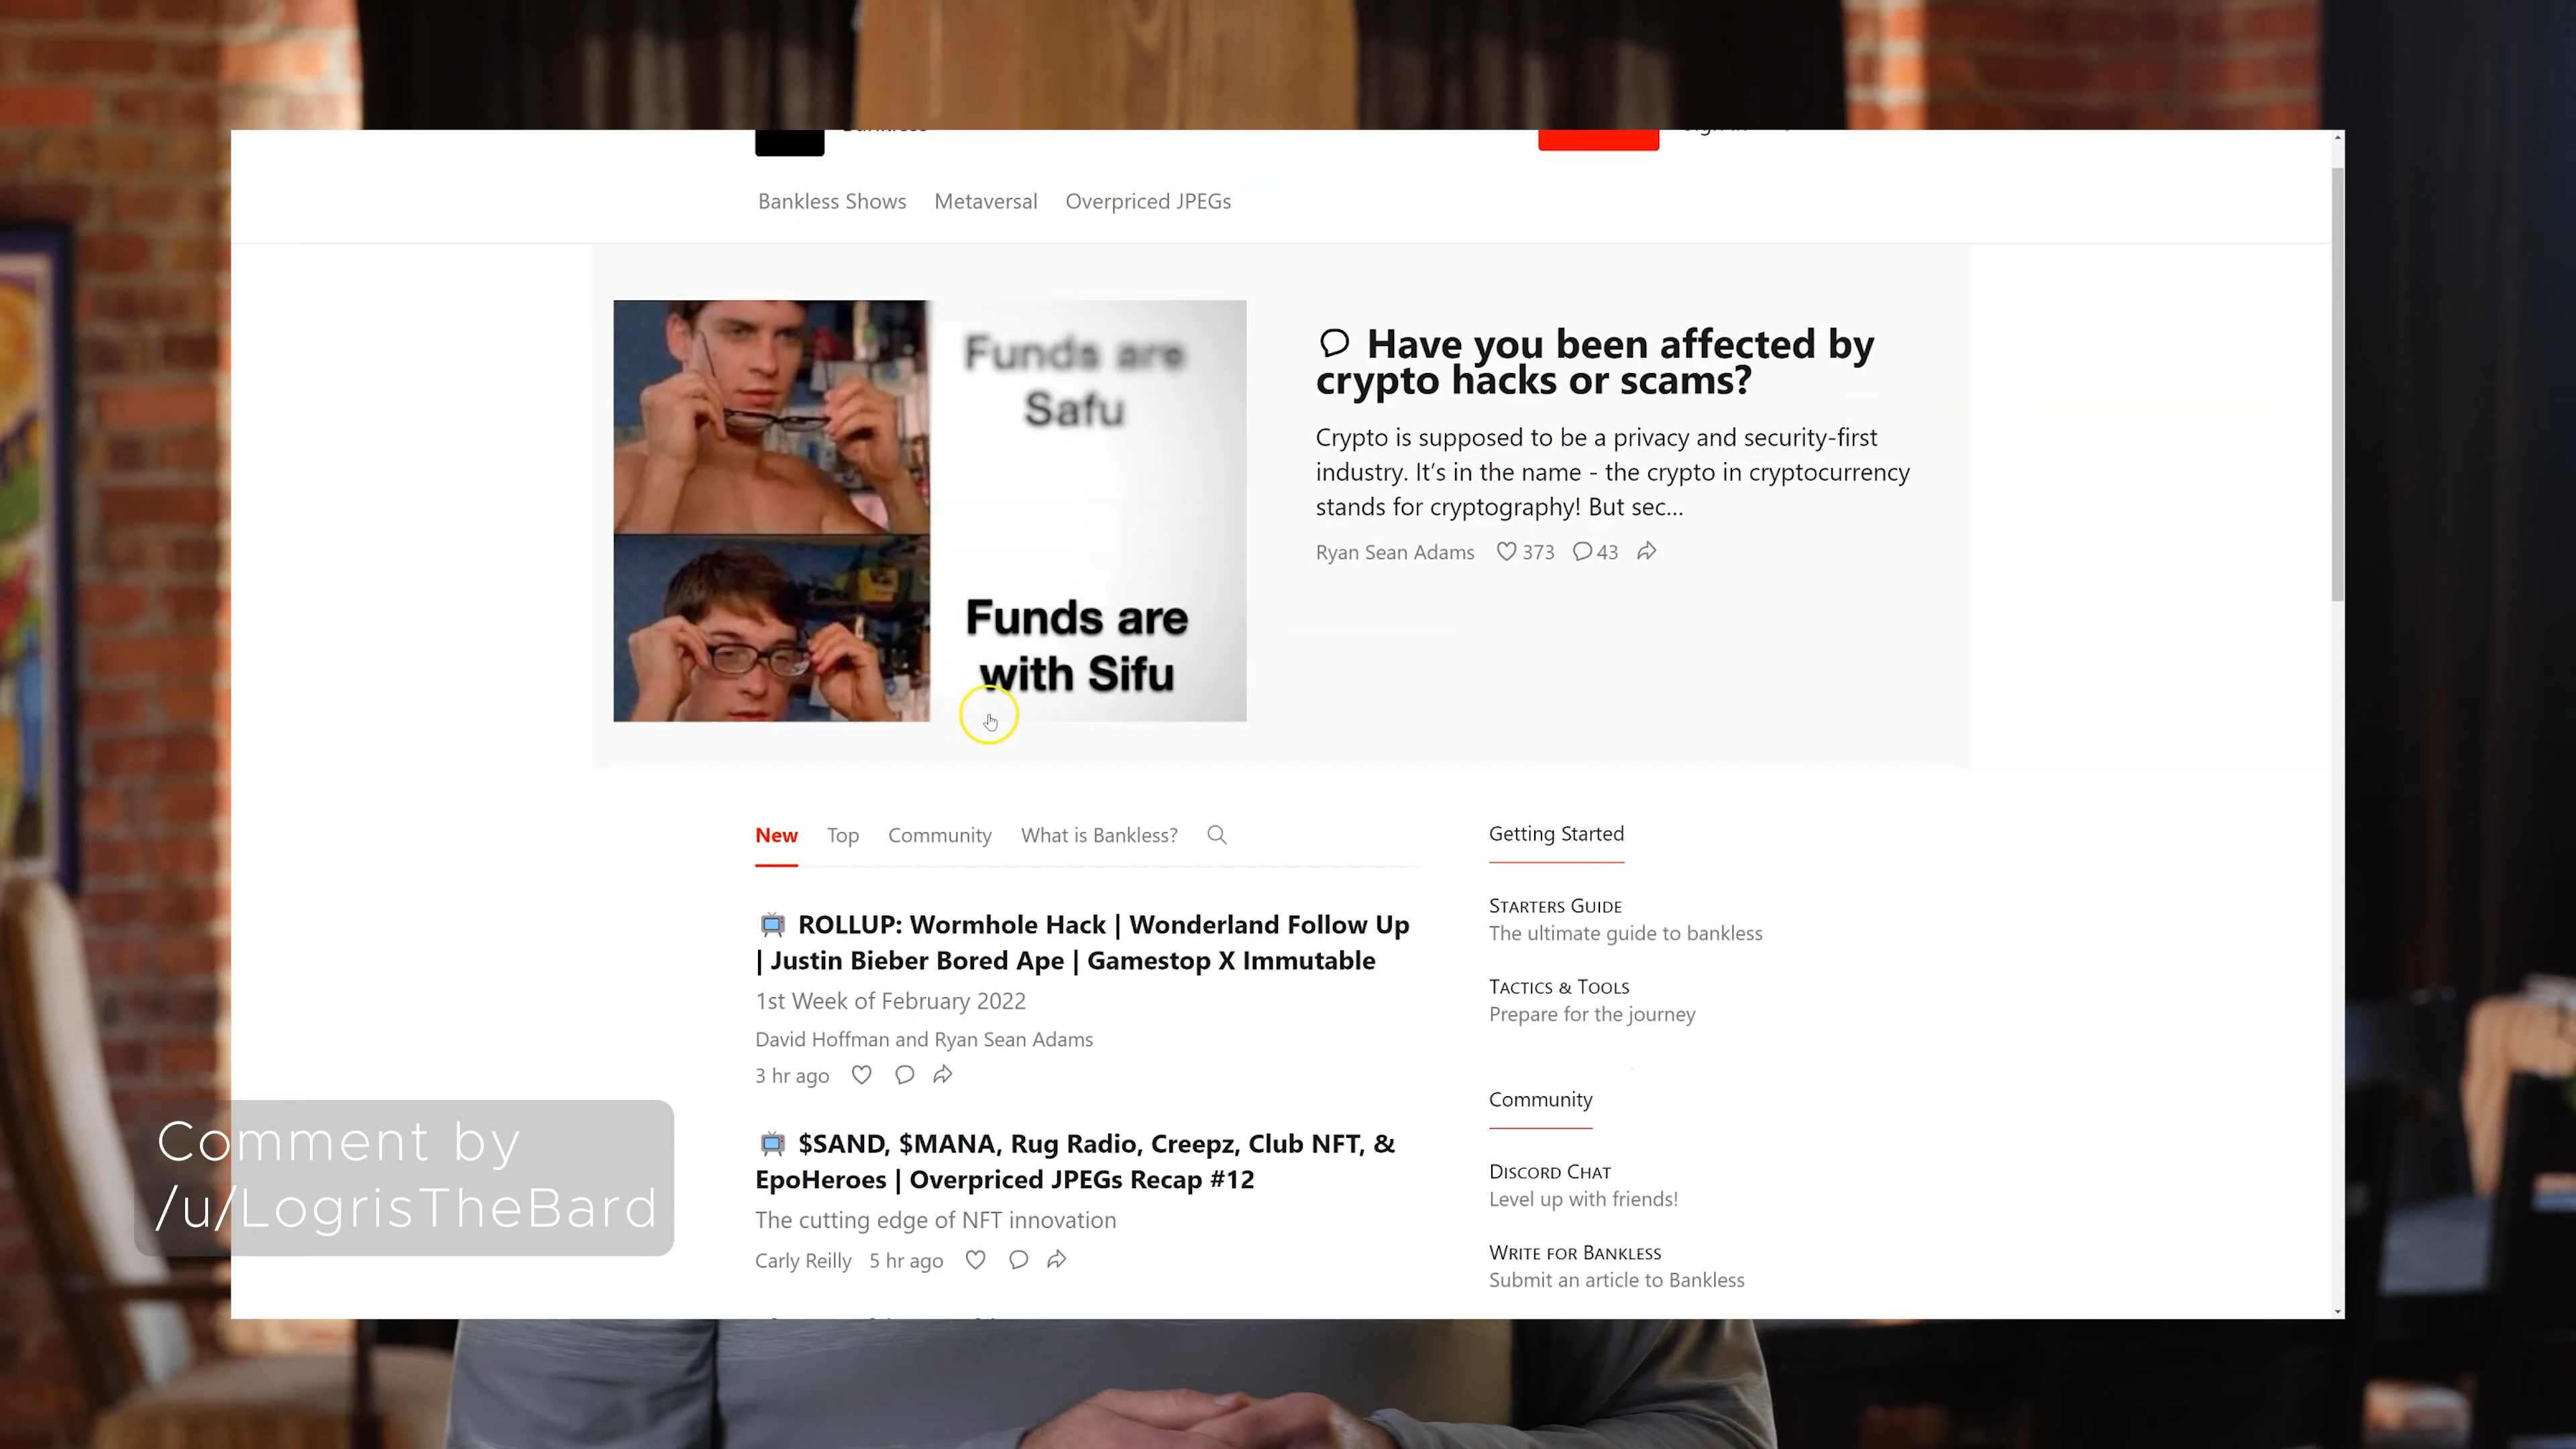 Bankless
Sign in
Bankless Shows Metaversal Overpriced JPEGs
Funds are
Safu
Funds are
with Sifu
Have you been affected by
crypto hacks or scams?
Crypto is supposed to be a privacy and security-first
industry. It’s in the name - the crypto in cryptocurrency
stands for cryptography! But sec...
Ryan Sean Adams 373 43
New Top Community What is Bankless?
ROLLUP: Wormhole Hack | Wonderland Follow Up
| Justin Bieber Bored Ape | Gamestop X Immutable
1st Week of February 2022
David Hoffman and Ryan Sean Adams
3 hr ago
$SAND, $MANA, Rug Radio, Creepz, Club NFT, &
EpoHeroes | Overpriced JPEGs Recap #12
The cutting edge of NFT innovation
Carly Reilly 5 hr ago
Getting Started
STARTERS GUIDE
The ultimate guide to bankless
TACTICS & TOOLS
Prepare for the journey
Community
DISCORD CHAT
Level up with friends!
WRITE FOR BANKLESS
Submit an article to Bankless
Comment by
/u/LogrisTheBard